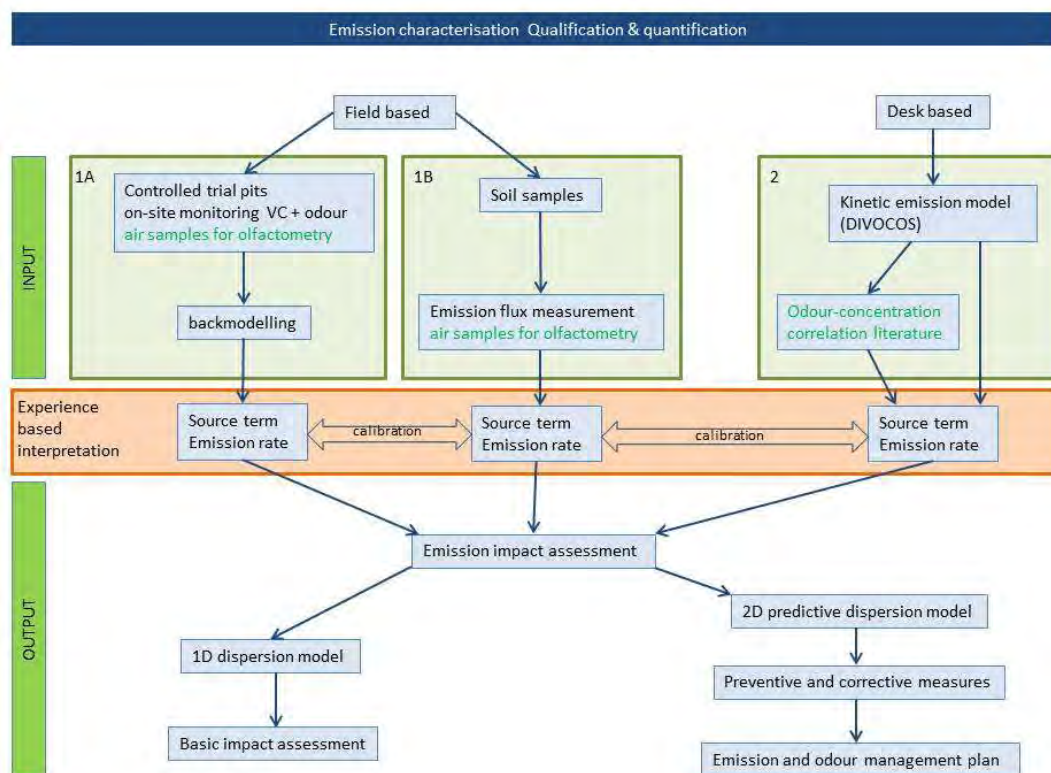 Emission characterisation Qualification & quantification
Field based
Desk based
INPUT
1A
Controlled trial pits
on-site monitoring VC + odour
air samples for olfactometry
backmodelling
1B
Soil samples
Emission flux measurement
air samples for olfactometry
2
Kinetic emission model
(DIVOCOS)
Odour-concentration
correlation literature
Experience
based
interpretation
Source term
Emission rate
calibration
Source term
Emission rate
calibration
Source term
Emission rate
OUTPUT
Emission impact assessment
1D dispersion model
Basic impact assessment
2D predictive dispersion model
Preventive and corrective measures
Emission and odour management plan